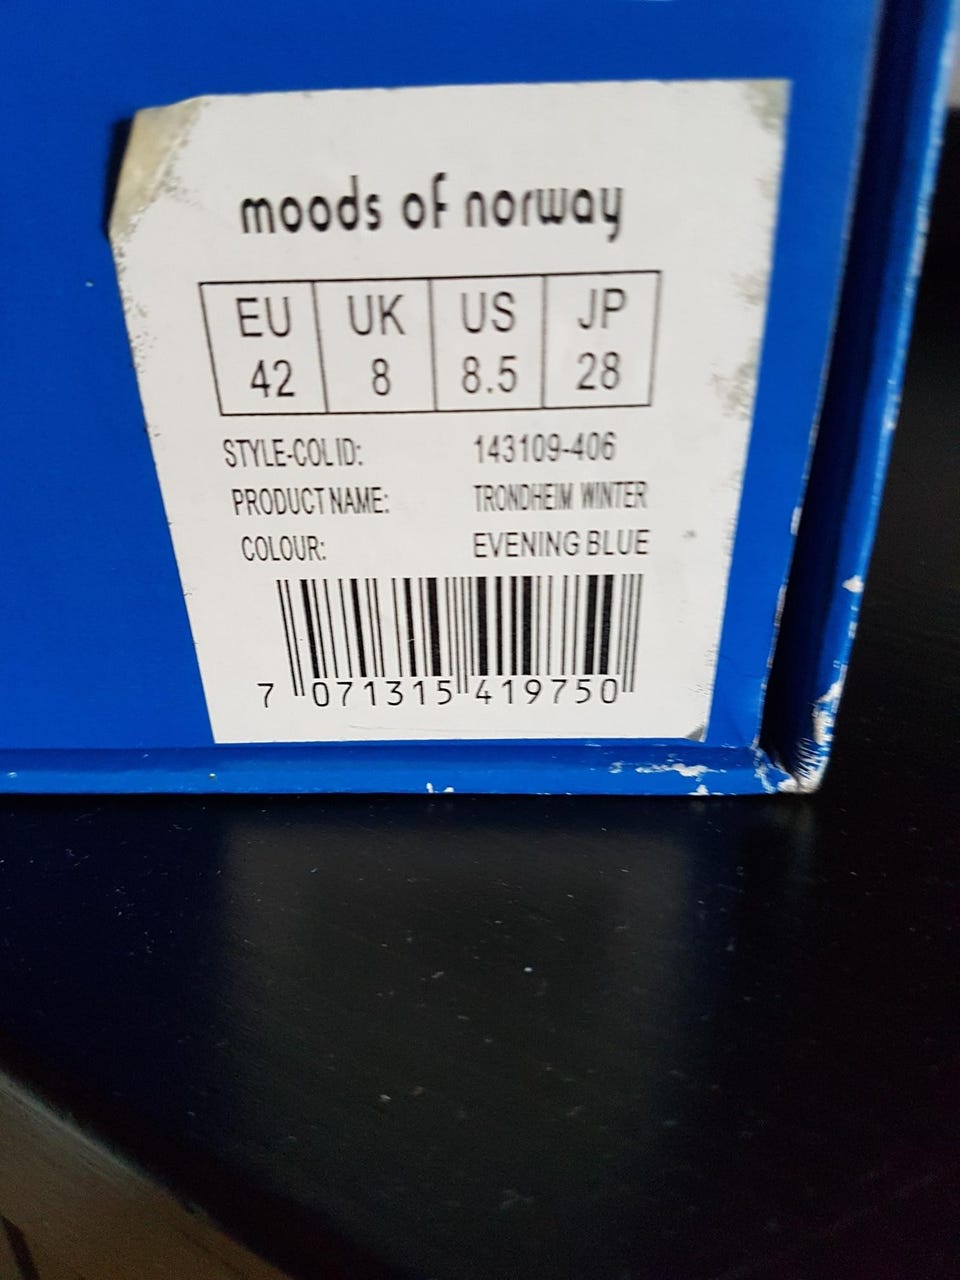 moods of norway
EU UK US JP
42 8 8.5 28
STYLE-COL ID: 143109-406
PRODUCT NAME: TRONDHEIM WINTER
COLOUR: EVENING BLUE
7 071315 419750